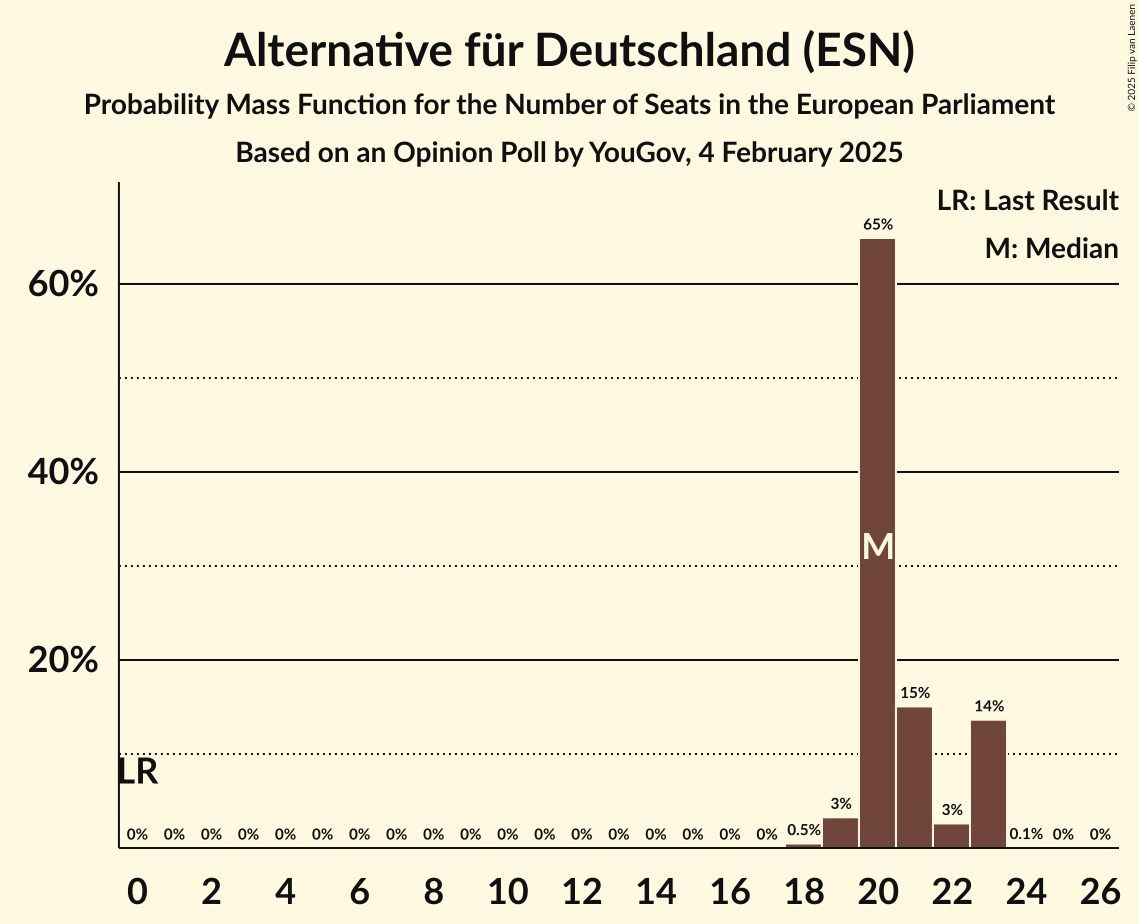 Alternative für Deutschland (ESN)
Probability Mass Function for the Number of Seats in the European Parliament
Based on an Opinion Poll by YouGov, 4 February 2025
© 2025 Filip van Laenen
LR: Last Result
M: Median
65%
60%
40%
M
20%
15%
14%
LR
0% 0% 0% 0% 0% 0% 0% 0% 0% 0% 0% 0% 0% 0% 0% 0% 0% 0% 0.5% 3% 3% 0.1% 0% 0%
0 2 4 6 8 10 12 14 16 18 20 22 24 26